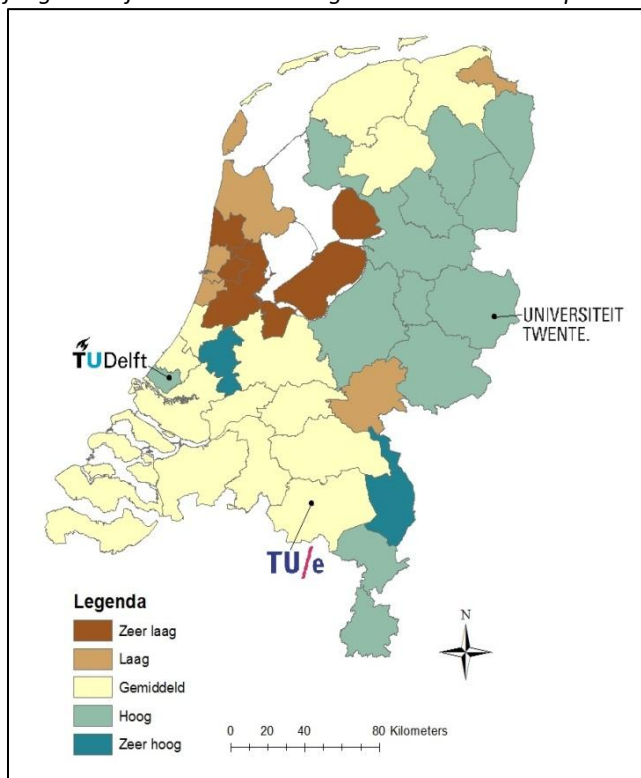 UNIVERSITEIT
TWENTE.
TUDelft
TU/e
Legenda
Zeer laag
Laag
Gemiddeld
Hoog
Zeer hoog
N
0 20 40 80 Kilometers